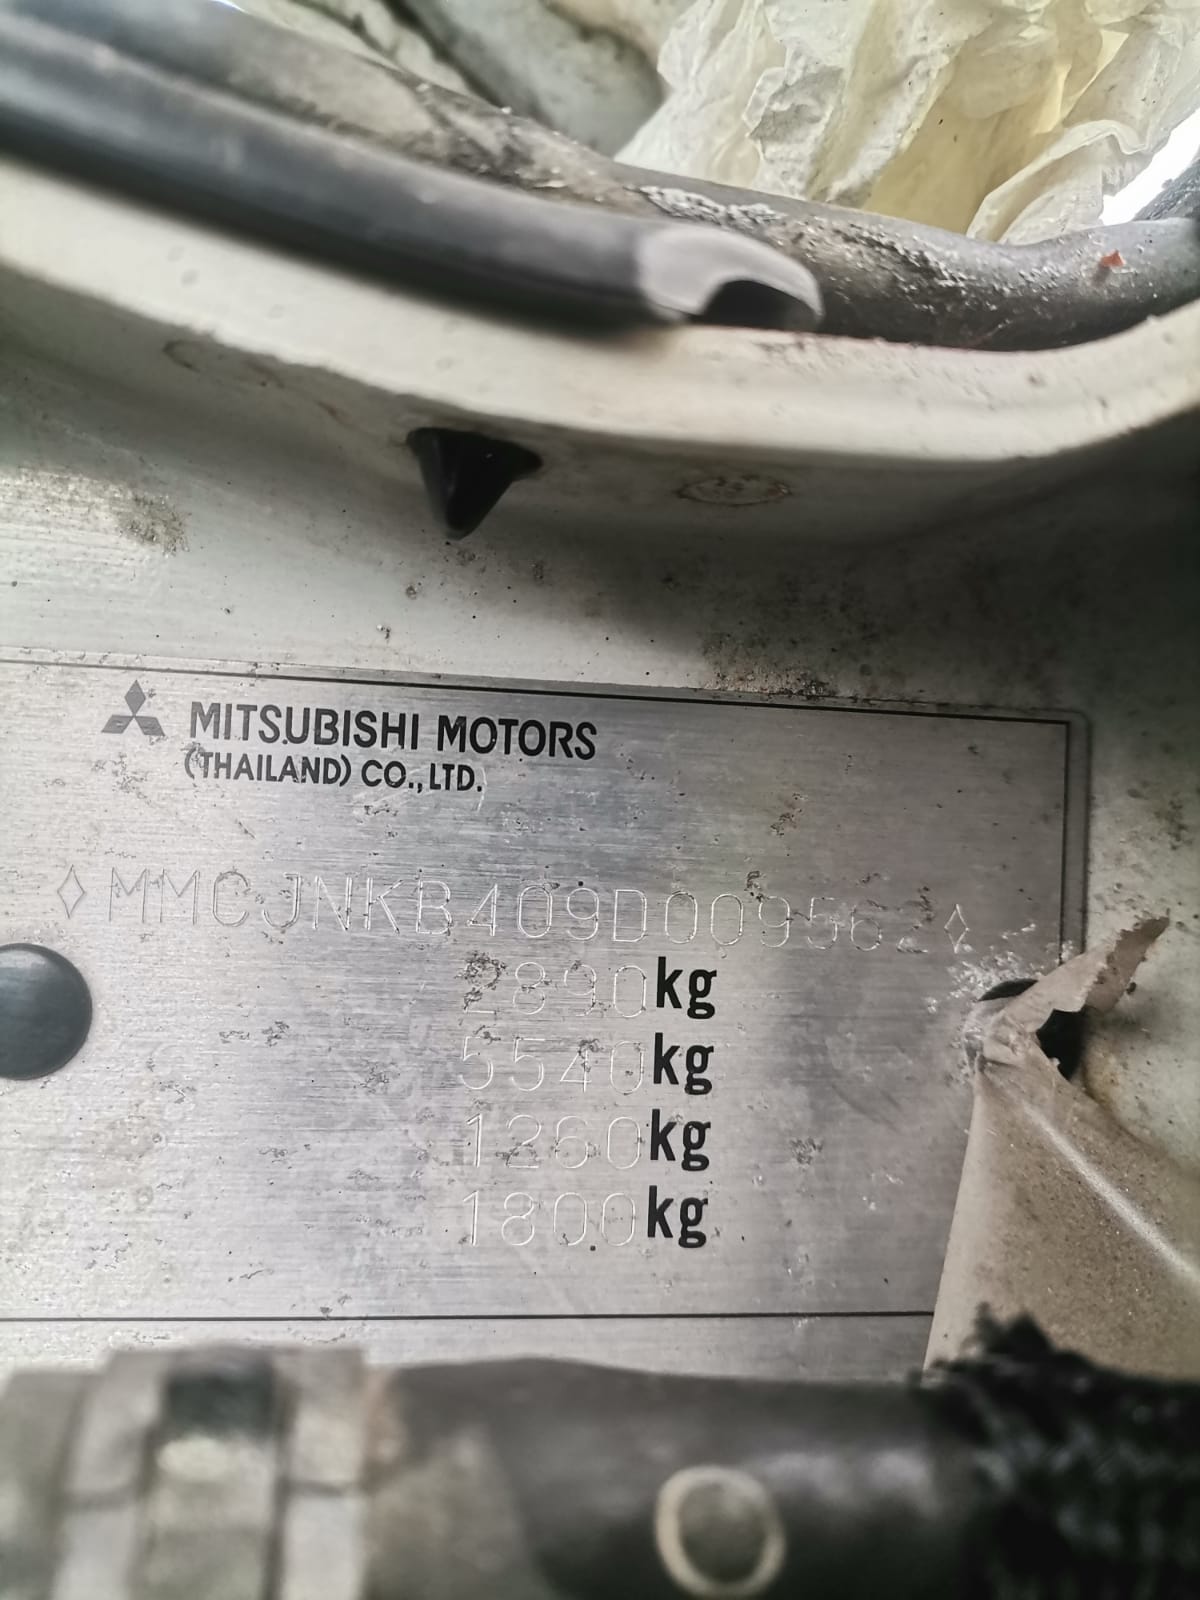 MITSUBISHI MOTORS
(THAILAND) CO., LTD.
◊MMCJNKB409D009562◊
2890kg
5540kg
1260kg
1800kg